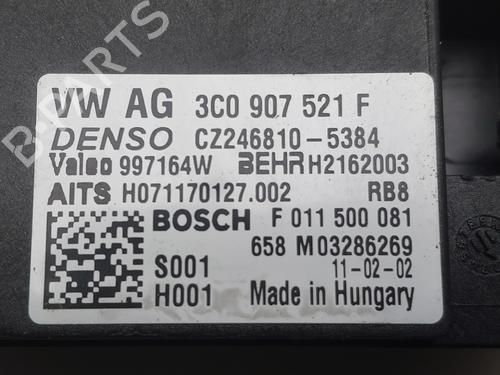 VW AG 3C0 907 521 F
DENSO CZ246810-5384
Valeo 997164W BEHR H2162003
AITS H071170127.002 RB8
BOSCH F 011 500 081
658 M03286269
S001 11-02-02
H001 Made in Hungary
B-PARTS